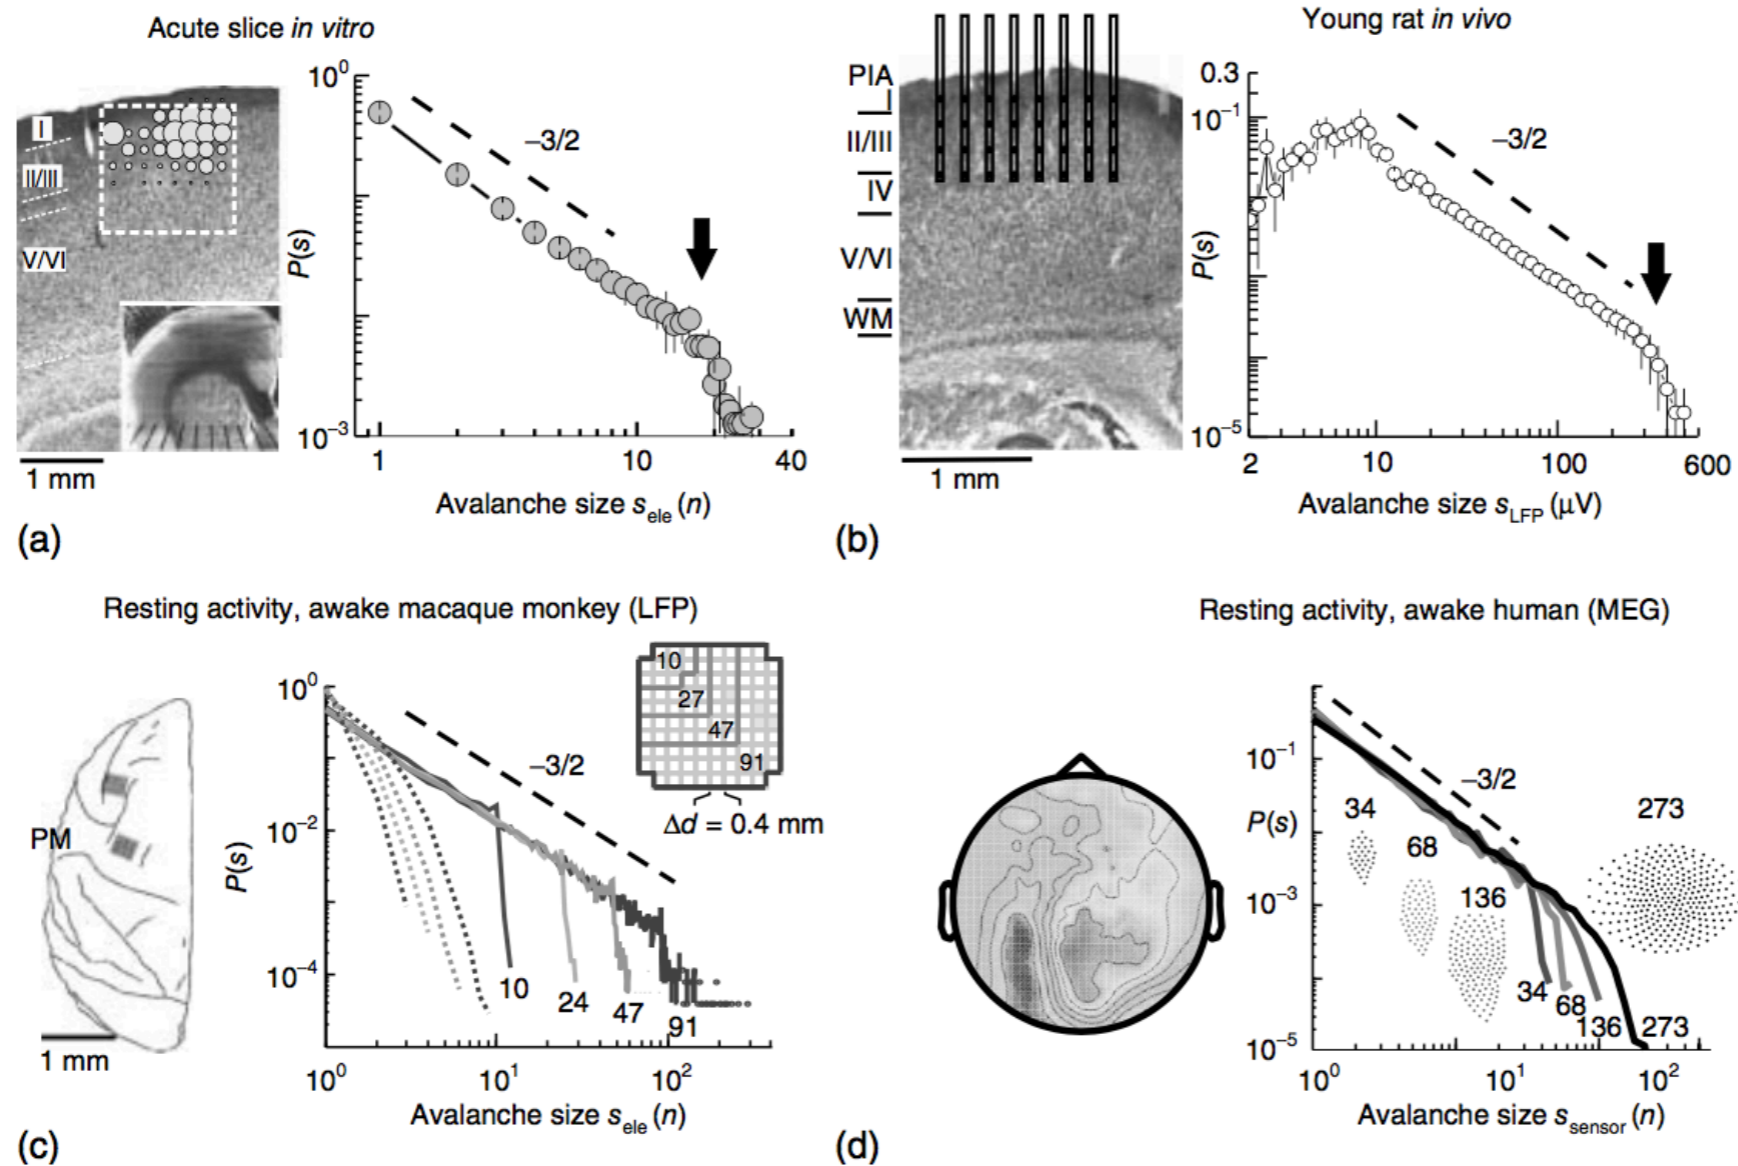 Acute slice in vitro
I
II/III
V/VI
1 mm
P(s)
10⁰
10⁻³
−3/2
1
10
40
Avalanche size s_ele (n)
(a)
Young rat in vivo
PIA
I
II/III
IV
V/VI
WM
1 mm
P(s)
0.3
10⁻¹
10⁻⁵
−3/2
2
10
100
600
Avalanche size s_LFP (μV)
(b)
Resting activity, awake macaque monkey (LFP)
PM
1 mm
P(s)
10⁰
10⁻²
10⁻⁴
−3/2
10
27
47
91
Δd = 0.4 mm
10
24
47
91
10⁰
10¹
10²
Avalanche size s_ele (n)
(c)
Resting activity, awake human (MEG)
10⁻¹
P(s)
10⁻³
10⁻⁵
−3/2
34
68
136
273
34
68
136
273
10⁰
10¹
10²
Avalanche size s_sensor (n)
(d)